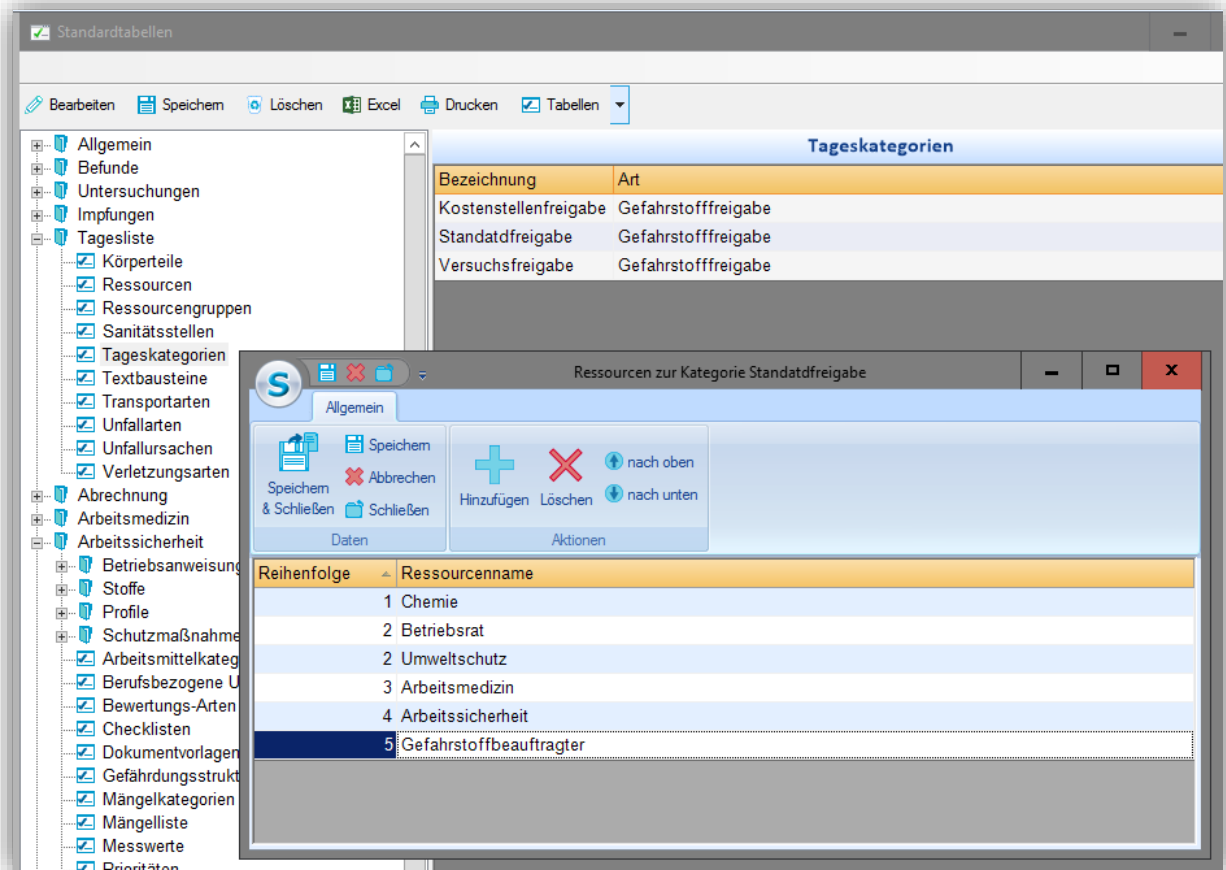 Standardtabellen
Bearbeiten Speichern Löschen Excel Drucken Tabellen
Allgemein
Befunde
Untersuchungen
Impfungen
Tagesliste
Körperteile
Ressourcen
Ressourcengruppen
Sanitätsstellen
Tageskategorien
Textbausteine
Transportarten
Unfallarten
Unfallursachen
Verletzungsarten
Abrechnung
Arbeitsmedizin
Arbeitssicherheit
Betriebsanweisung
Stoffe
Profile
Schutzmaßnahme
Arbeitsmittelkateg
Berufsbezogene U
Bewertungs-Arten
Checklisten
Dokumentvorlagen
Gefährdungsstrukt
Mängelkategorien
Mängelliste
Messwerte
Prioritäten
Tageskategorien
Bezeichnung Art
Kostenstellenfreigabe Gefahrstofffreigabe
Standatdfreigabe Gefahrstofffreigabe
Versuchsfreigabe Gefahrstofffreigabe
S
Ressourcen zur Kategorie Standatdfreigabe
Allgemein
Speichern
& Schließen
Speichern
Abbrechen
Schließen
Daten
Hinzufügen
Löschen
nach oben
nach unten
Aktionen
Reihenfolge Ressourcenname
1 Chemie
2 Betriebsrat
2 Umweltschutz
3 Arbeitsmedizin
4 Arbeitssicherheit
5 Gefahrstoffbeauftragter